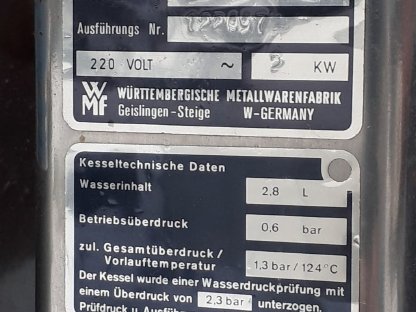 Ausführungs Nr.
220 VOLT ~ KW
WMF WÜRTTEMBERGISCHE METALLWARENFABRIK
Geislingen-Steige W-GERMANY
Kesseltechnische Daten
Wasserinhalt 2,8 L
Betriebsüberdruck 0,6 bar
zul. Gesamtüberdruck /
Vorlauftemperatur 1,3 bar / 124°C
Der Kessel wurde einer Wasserdruckprüfung mit
einem Überdruck von 2,3 bar unterzogen.
Prüfdruck u. Ausführ